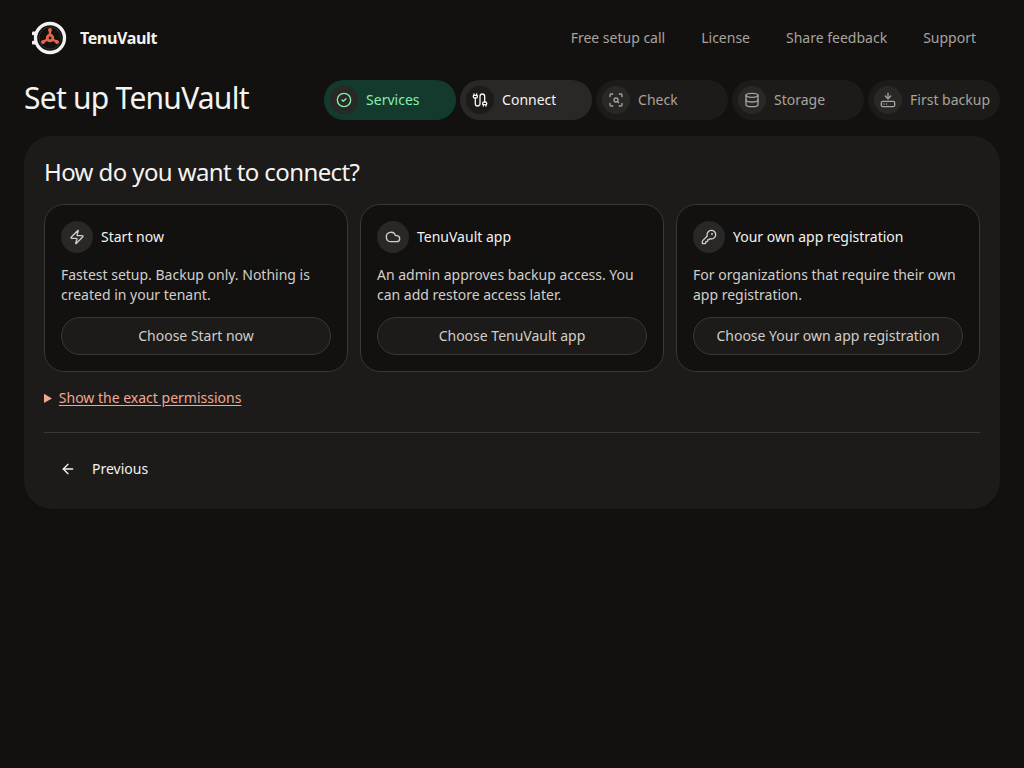 TenuVault
Free setup call
License
Share feedback
Support
Set up TenuVault
Services
Connect
Check
Storage
First backup
How do you want to connect?
Start now
Fastest setup. Backup only. Nothing is
created in your tenant.
Choose Start now
TenuVault app
An admin approves backup access. You
can add restore access later.
Choose TenuVault app
Your own app registration
For organizations that require their own
app registration.
Choose Your own app registration
Show the exact permissions
Previous